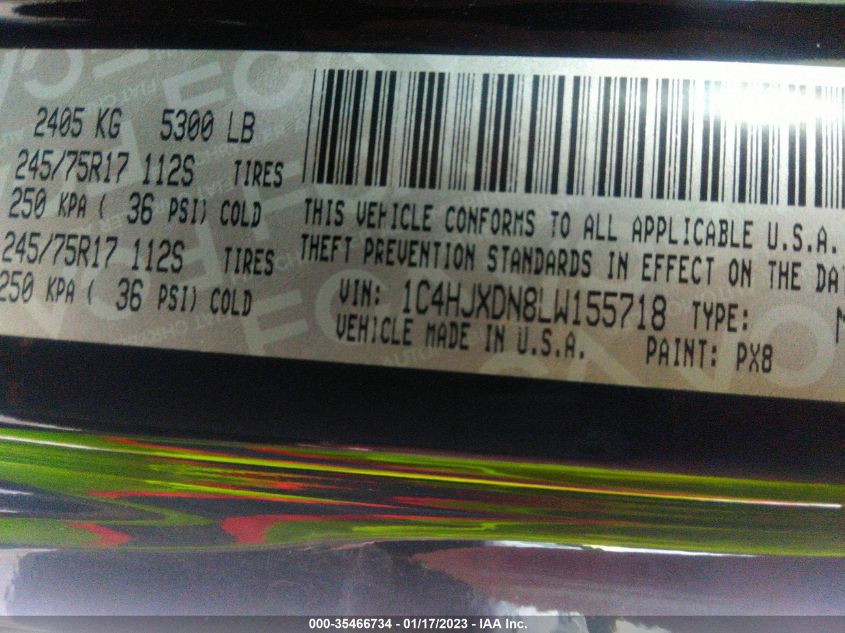 2405 KG 5300 LB
245/75R17 112S TIRES
250 KPA ( 36 PSI) COLD
245/75R17 112S TIRES
250 KPA ( 36 PSI) COLD
THIS VEHICLE CONFORMS TO ALL APPLICABLE U.S.A.
THEFT PREVENTION STANDARDS IN EFFECT ON THE DAT
VIN: 1C4HJXDN8LW155718 TYPE: M
VEHICLE MADE IN U.S.A. PAINT: PX8
000-35466734 - 01/17/2023 - IAA Inc.